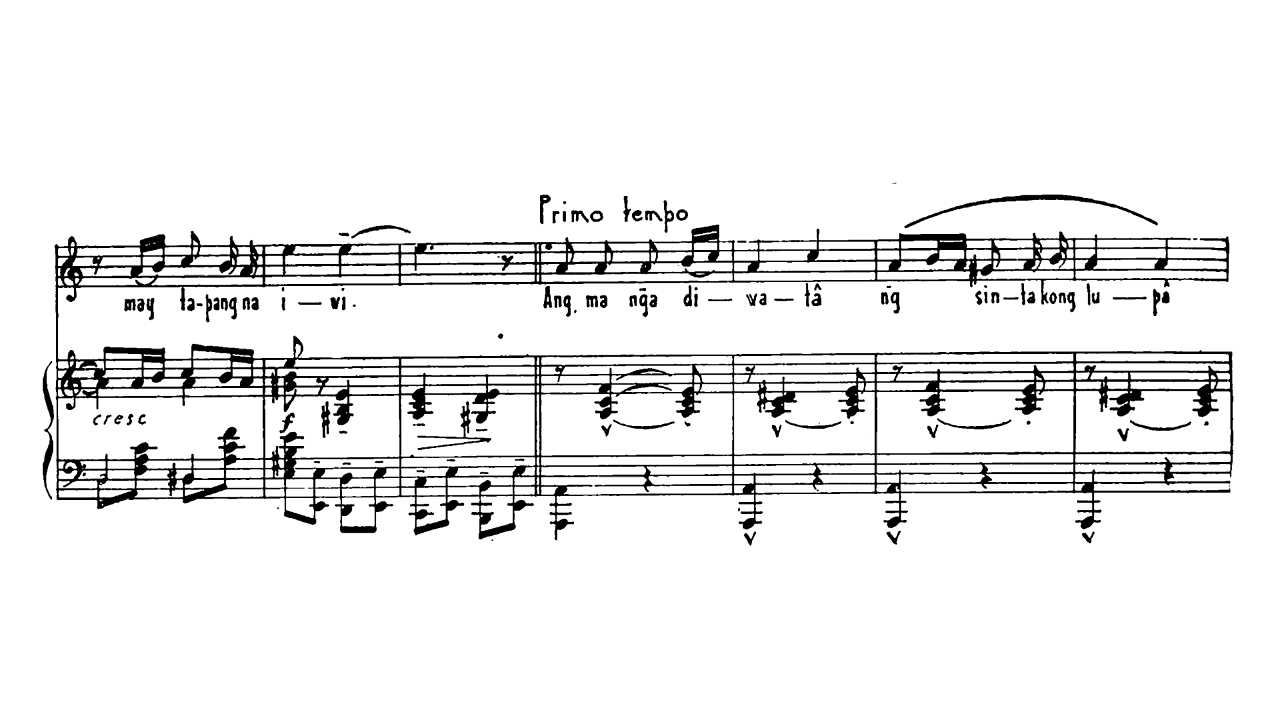 Primo tempo
may ta-pang na i — vi. Ang. ma ng̃a di — va — tâ ng̃ sin-ta kong lu — pâ
cresc f